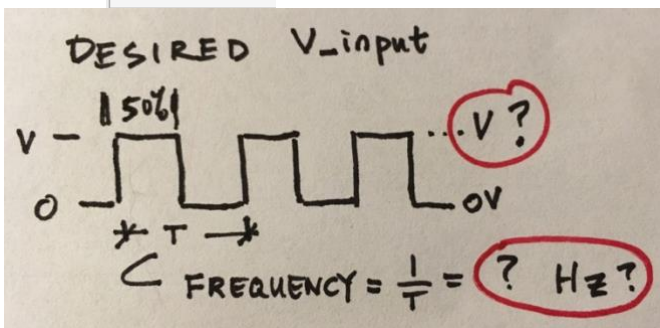 DESIRED V_input
50%
V ... V?
0 0V
T
FREQUENCY = 1/T = ? Hz?